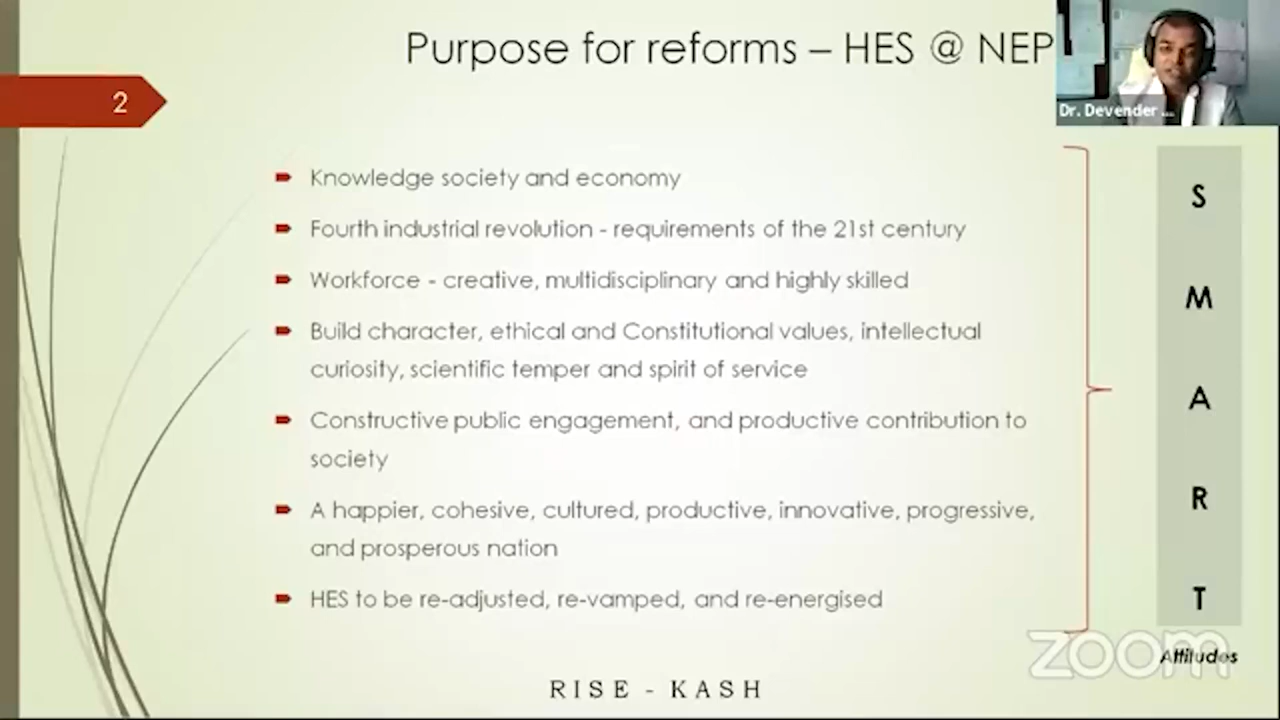 Purpose for reforms – HES @ NEP
Dr. Devender ...
2
Knowledge society and economy
Fourth industrial revolution - requirements of the 21st century
Workforce - creative, multidisciplinary and highly skilled
Build character, ethical and Constitutional values, intellectual
curiosity, scientific temper and spirit of service
Constructive public engagement, and productive contribution to
society
A happier, cohesive, cultured, productive, innovative, progressive,
and prosperous nation
HES to be re-adjusted, re-vamped, and re-energised
S
M
A
R
T
Attitudes
zoom
RISE - KASH